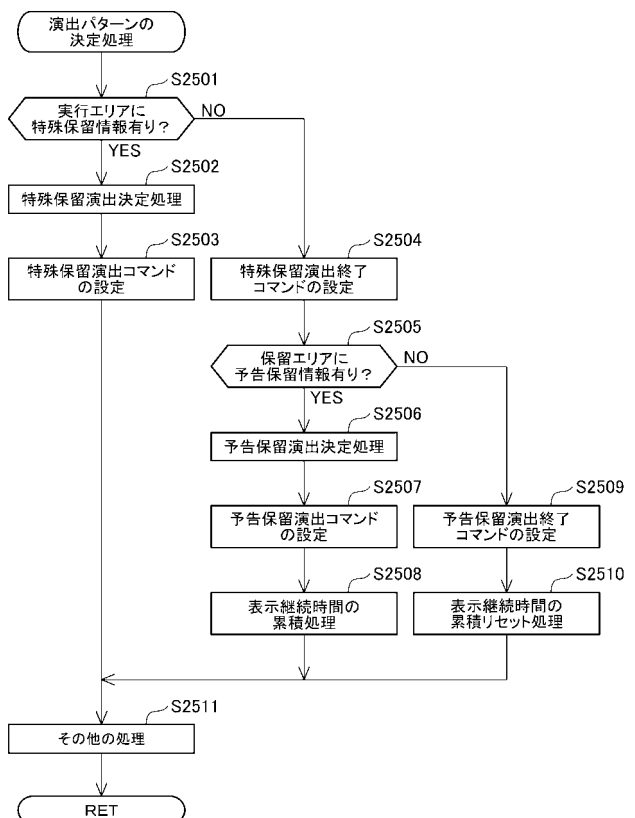 演出パターンの
決定処理
S2501
実行エリアに
特殊保留情報有り？
NO
YES
S2502
特殊保留演出決定処理
S2503
特殊保留演出コマンド
の設定
S2504
特殊保留演出終了
コマンドの設定
S2505
保留エリアに
予告保留情報有り？
NO
YES
S2506
予告保留演出決定処理
S2507
予告保留演出コマンド
の設定
S2509
予告保留演出終了
コマンドの設定
S2508
表示継続時間の
累積処理
S2510
表示継続時間の
累積リセット処理
S2511
その他の処理
RET